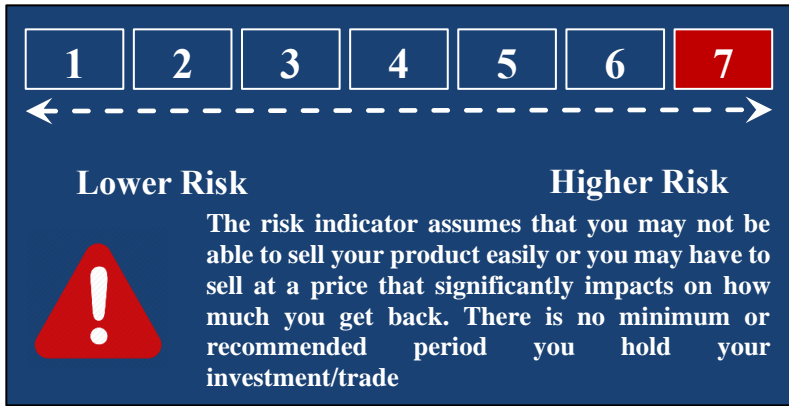 1 2 3 4 5 6 7
Lower Risk Higher Risk
The risk indicator assumes that you may not be
able to sell your product easily or you may have to
sell at a price that significantly impacts on how
much you get back. There is no minimum or
recommended period you hold your
investment/trade